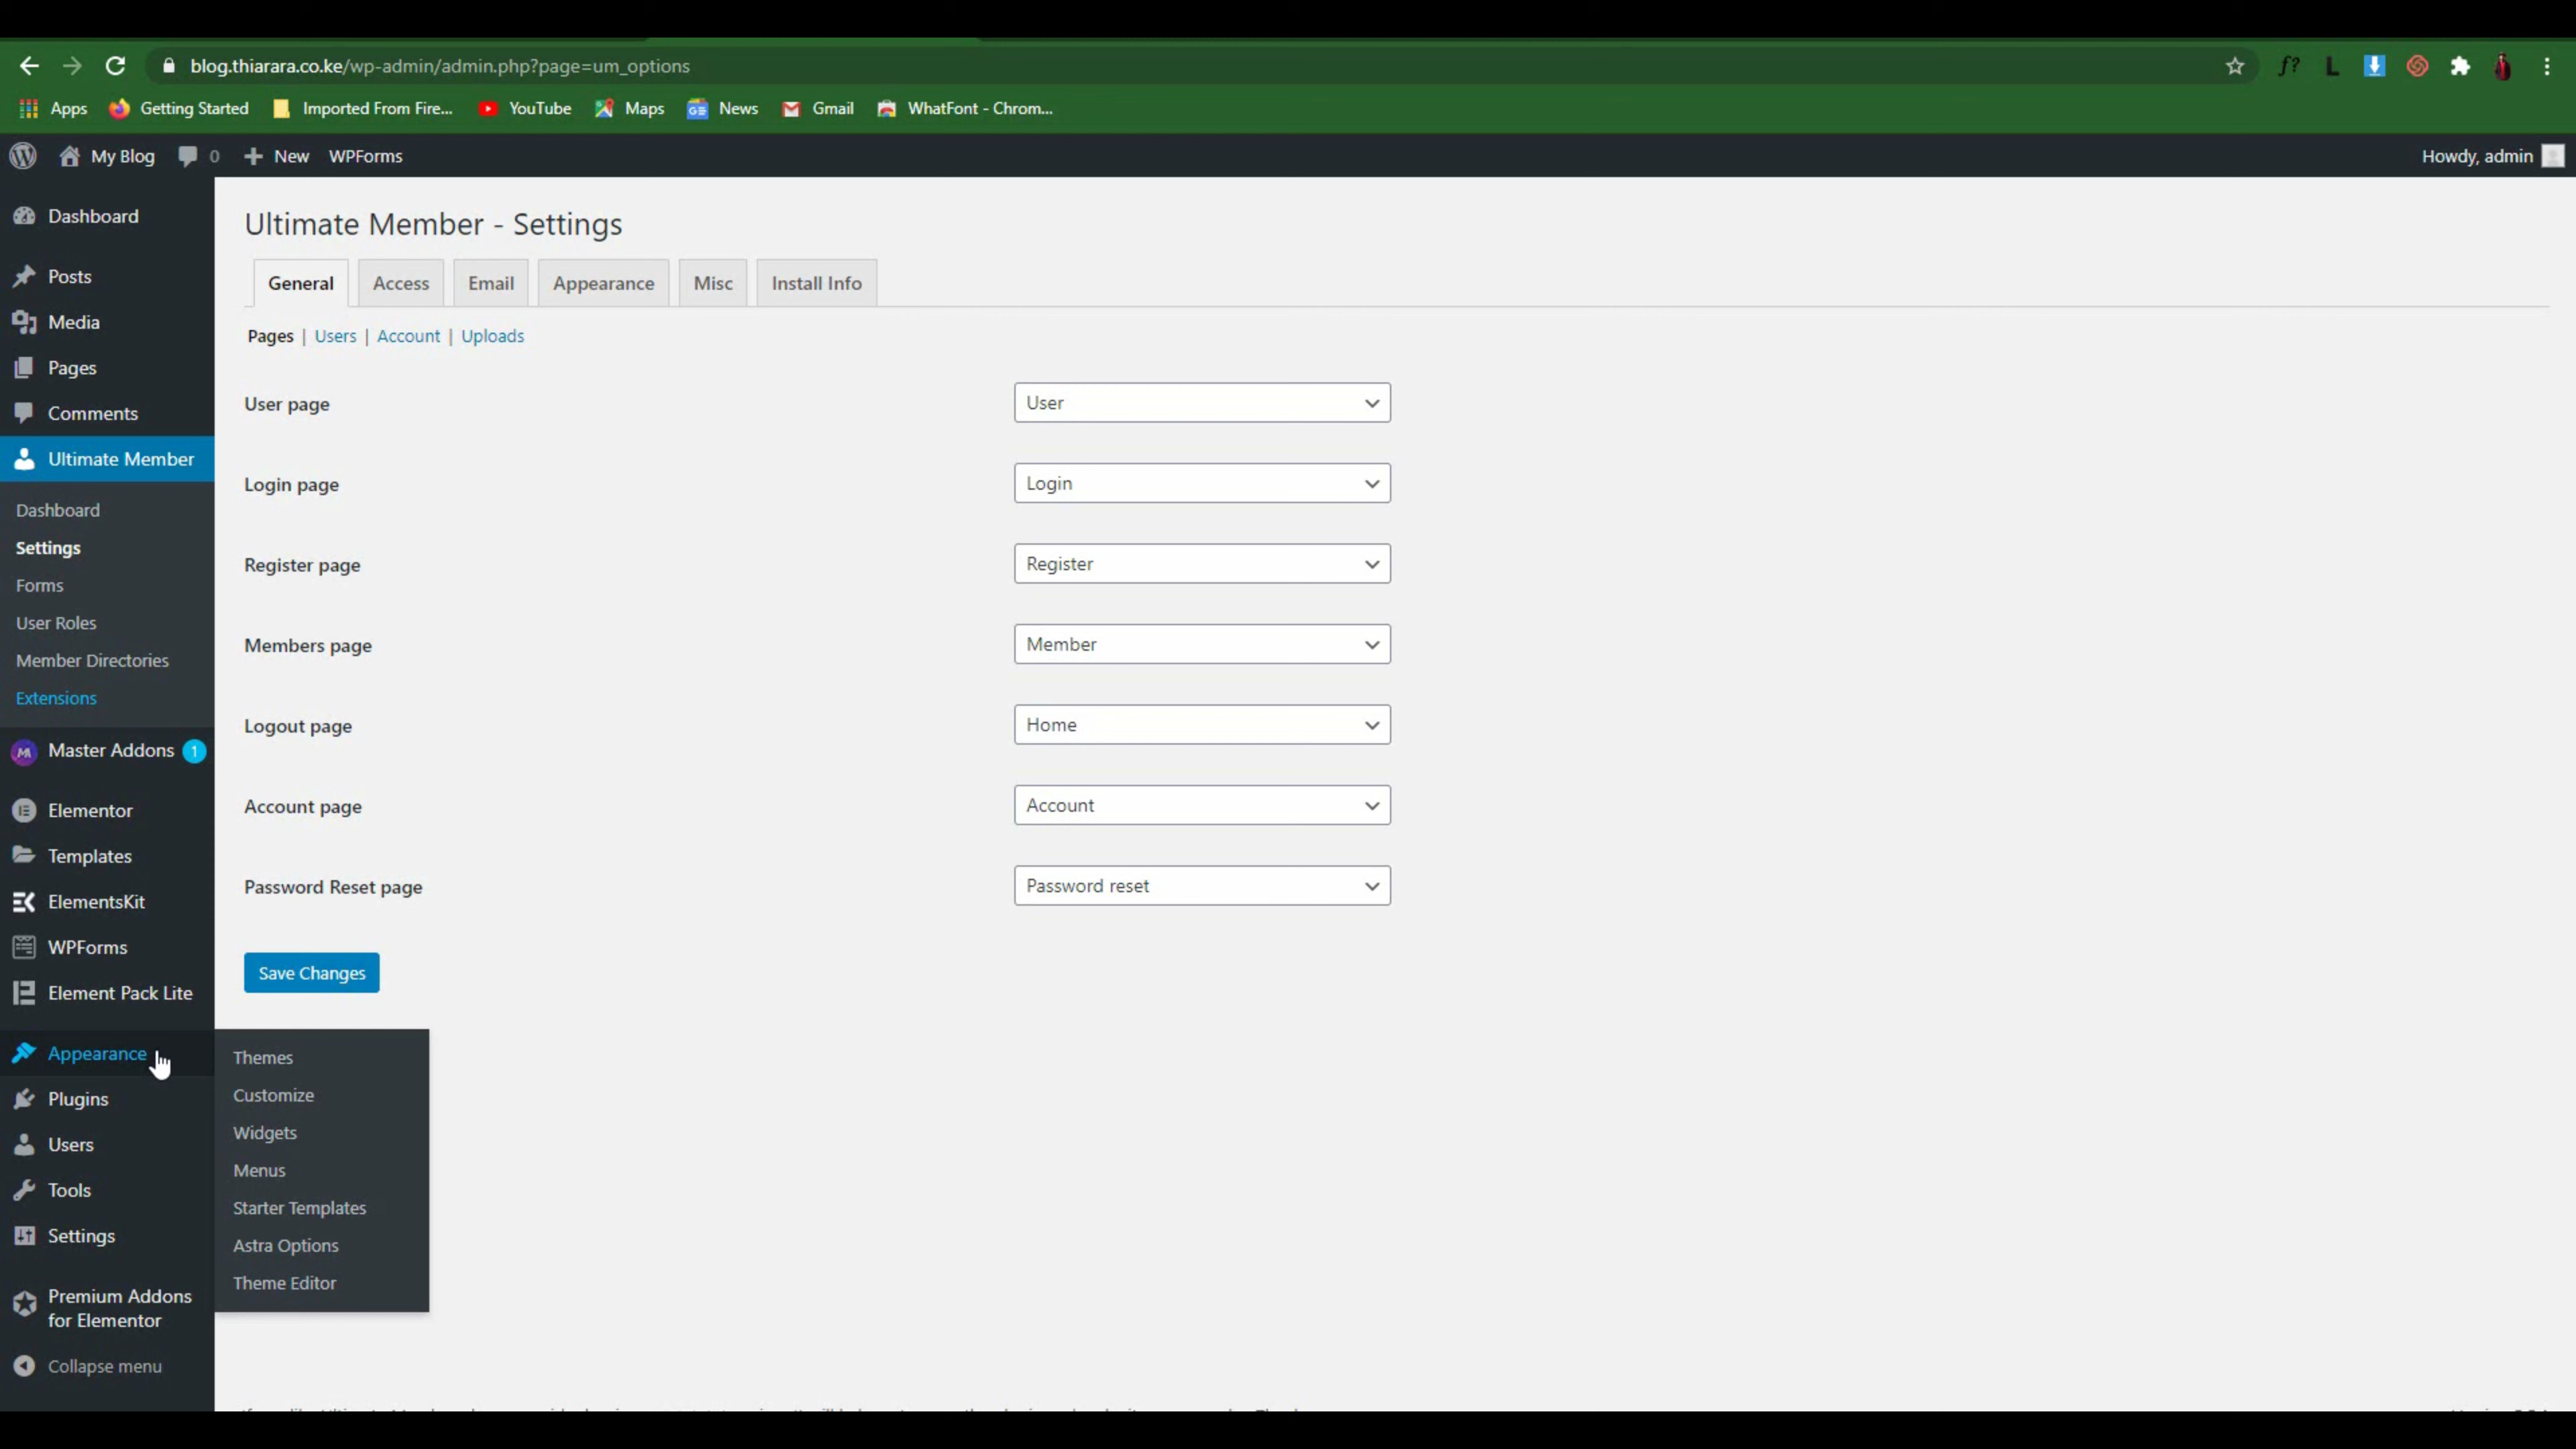 blog.thiarara.co.ke/wp-admin/admin.php?page=um_options
f?
L
Apps
Getting Started
Imported From Fire...
YouTube
Maps
News
Gmail
WhatFont - Chrom...
My Blog
0
New
WPForms
Howdy, admin
Dashboard
Posts
Media
Pages
Comments
Ultimate Member
Dashboard
Settings
Forms
User Roles
Member Directories
Extensions
Master Addons 1
Elementor
Templates
ElementsKit
WPForms
Element Pack Lite
Appearance
Plugins
Users
Tools
Settings
Premium Addons
for Elementor
Collapse menu
Themes
Customize
Widgets
Menus
Starter Templates
Astra Options
Theme Editor
Ultimate Member - Settings
General
Access
Email
Appearance
Misc
Install Info
Pages | Users | Account | Uploads
User page
User
Login page
Login
Register page
Register
Members page
Member
Logout page
Home
Account page
Account
Password Reset page
Password reset
Save Changes